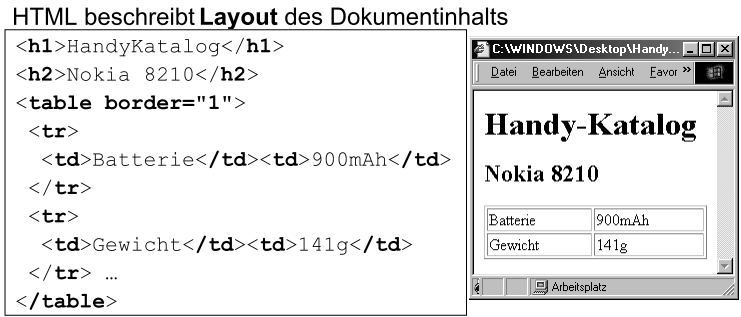 HTML beschreibt Layout des Dokumentinhalts
<h1>HandyKatalog</h1>
<h2>Nokia 8210</h2>
<table border="1">
<tr>
<td>Batterie</td><td>900mAh</td>
</tr>
<tr>
<td>Gewicht</td><td>141g</td>
</tr> …
</table>
C:\WINDOWS\Desktop\Handy...
Datei Bearbeiten Ansicht Favor »
Handy-Katalog
Nokia 8210
Batterie 900mAh
Gewicht 141g
Arbeitsplatz